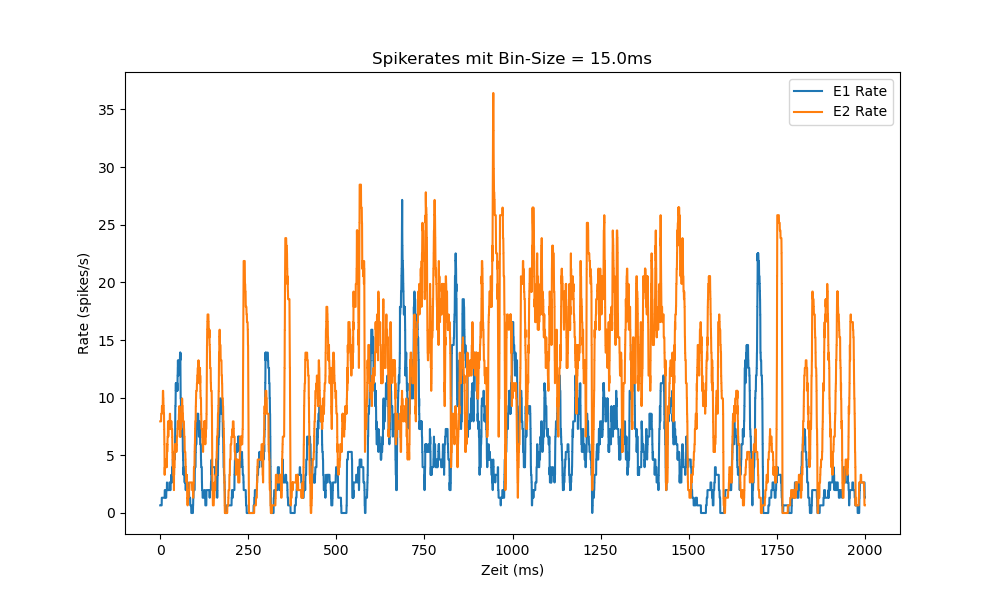 Spikerates mit Bin-Size = 15.0ms
E1 Rate
E2 Rate
Rate (spikes/s)
35
30
25
20
15
10
5
0
0 250 500 750 1000 1250 1500 1750 2000
Zeit (ms)